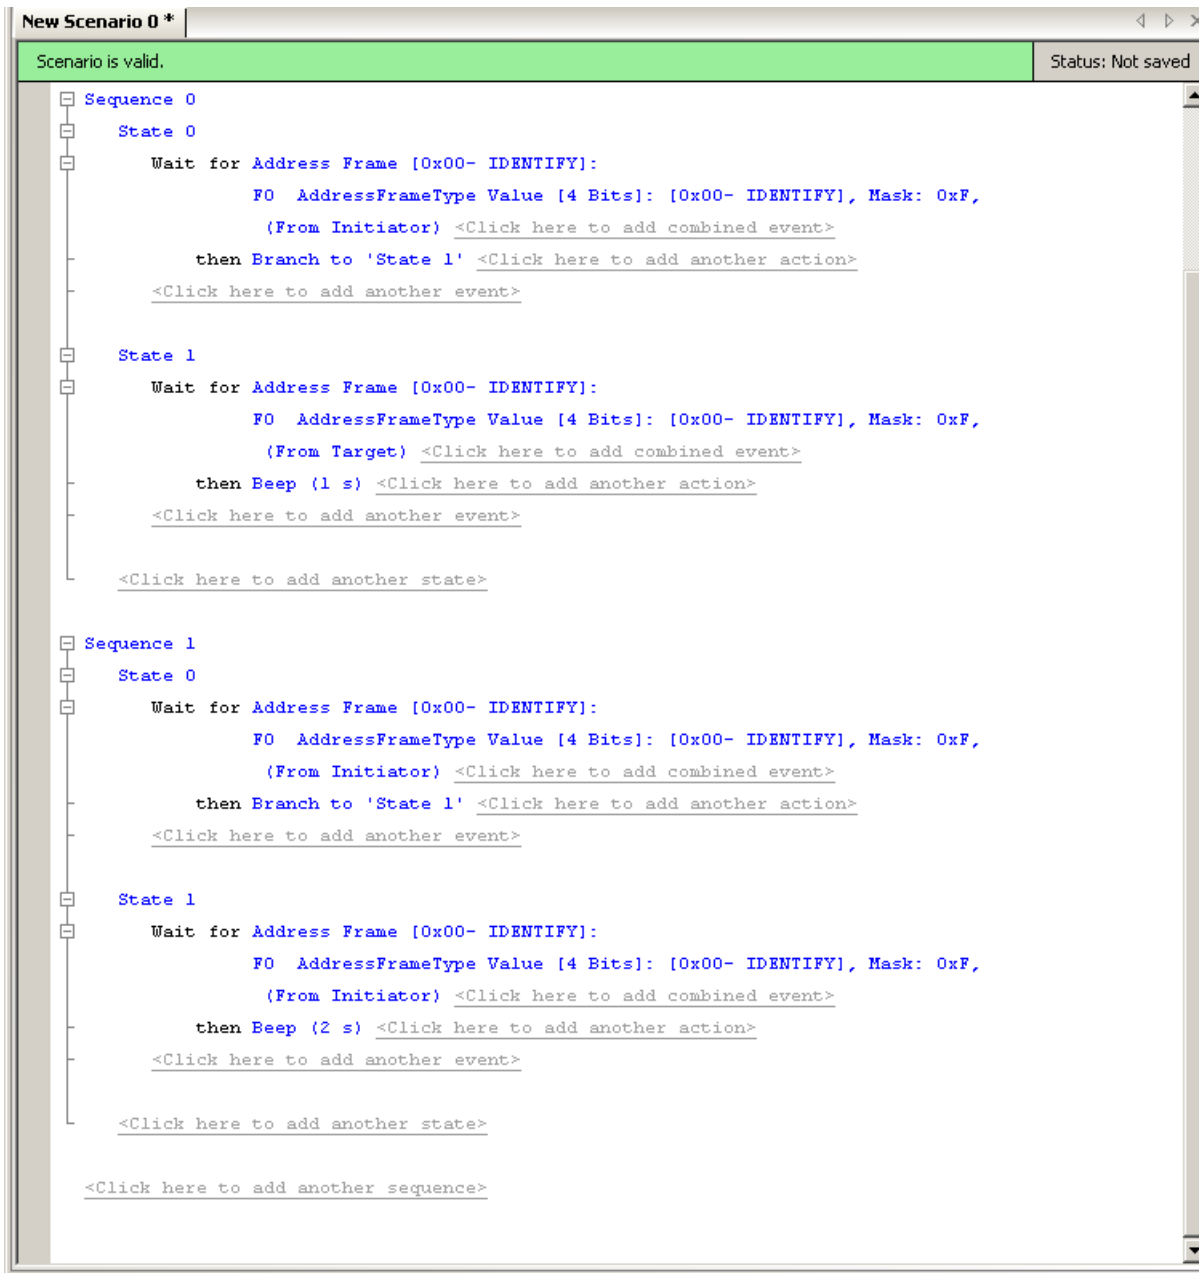 New Scenario 0 *
Scenario is valid. Status: Not saved
Sequence 0
State 0
Wait for Address Frame [0x00- IDENTIFY]:
F0 AddressFrameType Value [4 Bits]: [0x00- IDENTIFY], Mask: 0xF,
(From Initiator) <Click here to add combined event>
then Branch to 'State 1' <Click here to add another action>
<Click here to add another event>
State 1
Wait for Address Frame [0x00- IDENTIFY]:
F0 AddressFrameType Value [4 Bits]: [0x00- IDENTIFY], Mask: 0xF,
(From Target) <Click here to add combined event>
then Beep (1 s) <Click here to add another action>
<Click here to add another event>
<Click here to add another state>
Sequence 1
State 0
Wait for Address Frame [0x00- IDENTIFY]:
F0 AddressFrameType Value [4 Bits]: [0x00- IDENTIFY], Mask: 0xF,
(From Initiator) <Click here to add combined event>
then Branch to 'State 1' <Click here to add another action>
<Click here to add another event>
State 1
Wait for Address Frame [0x00- IDENTIFY]:
F0 AddressFrameType Value [4 Bits]: [0x00- IDENTIFY], Mask: 0xF,
(From Initiator) <Click here to add combined event>
then Beep (2 s) <Click here to add another action>
<Click here to add another event>
<Click here to add another state>
<Click here to add another sequence>